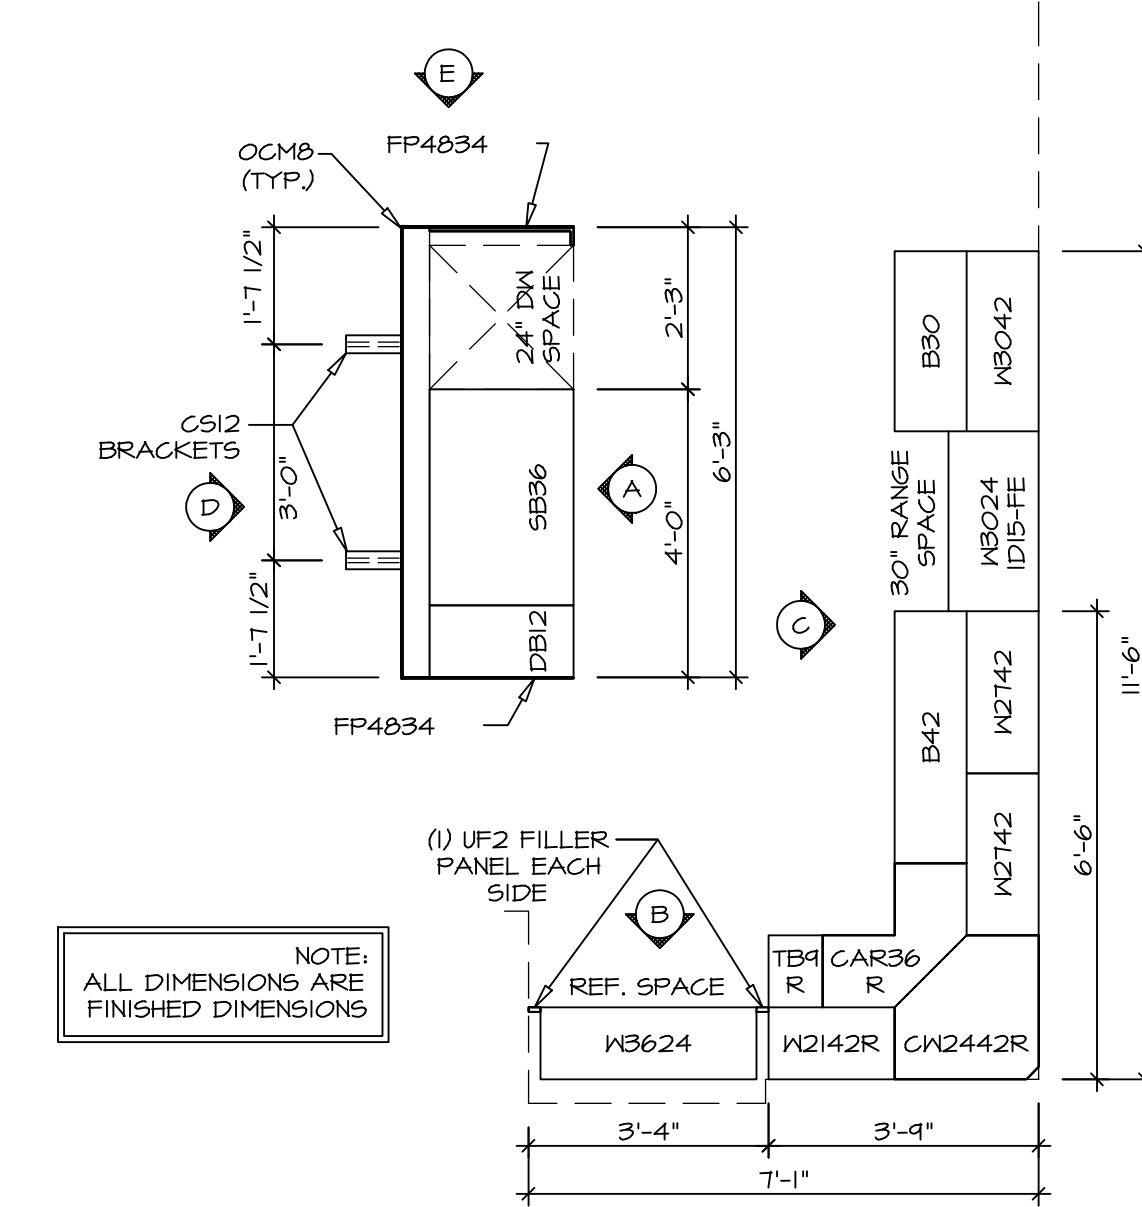 E
FP4834
OCM8
(TYP.)
1'-7 1/2"
24" DW
SPACE
2'-3"
6'-3"
B30
W3042
CS12
BRACKETS
3'-0"
D
SB36
A
4'-0"
30" RANGE
SPACE
W3024
1D15-FE
1'-7 1/2"
DB12
C
FP4834
B42
W2742
11'-6"
W2742
6'-6"
(1) UF2 FILLER
PANEL EACH
SIDE
B
NOTE:
ALL DIMENSIONS ARE
FINISHED DIMENSIONS
REF. SPACE
TB9
R
CAR36
R
W3624
W2142R
CW2442R
3'-4"
3'-9"
7'-1"